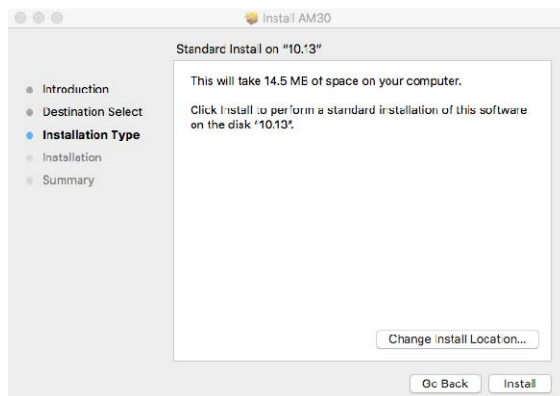 Install AM30
Standard Install on "10.13"
This will take 14.5 MB of space on your computer.
Click Install to perform a standard installation of this software
on the disk "10.13".
Introduction
Destination Select
Installation Type
Installation
Summary
Change Install Location...
Go Back
Install